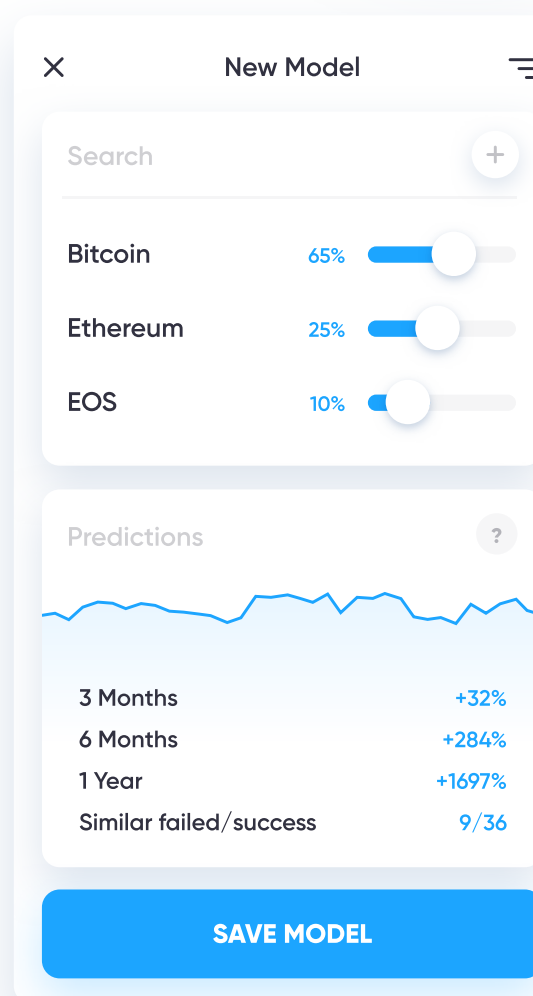 New Model
Search
Bitcoin 65%
Ethereum 25%
EOS 10%
Predictions ?
3 Months +32%
6 Months +284%
1 Year +1697%
Similar failed/success 9/36
SAVE MODEL